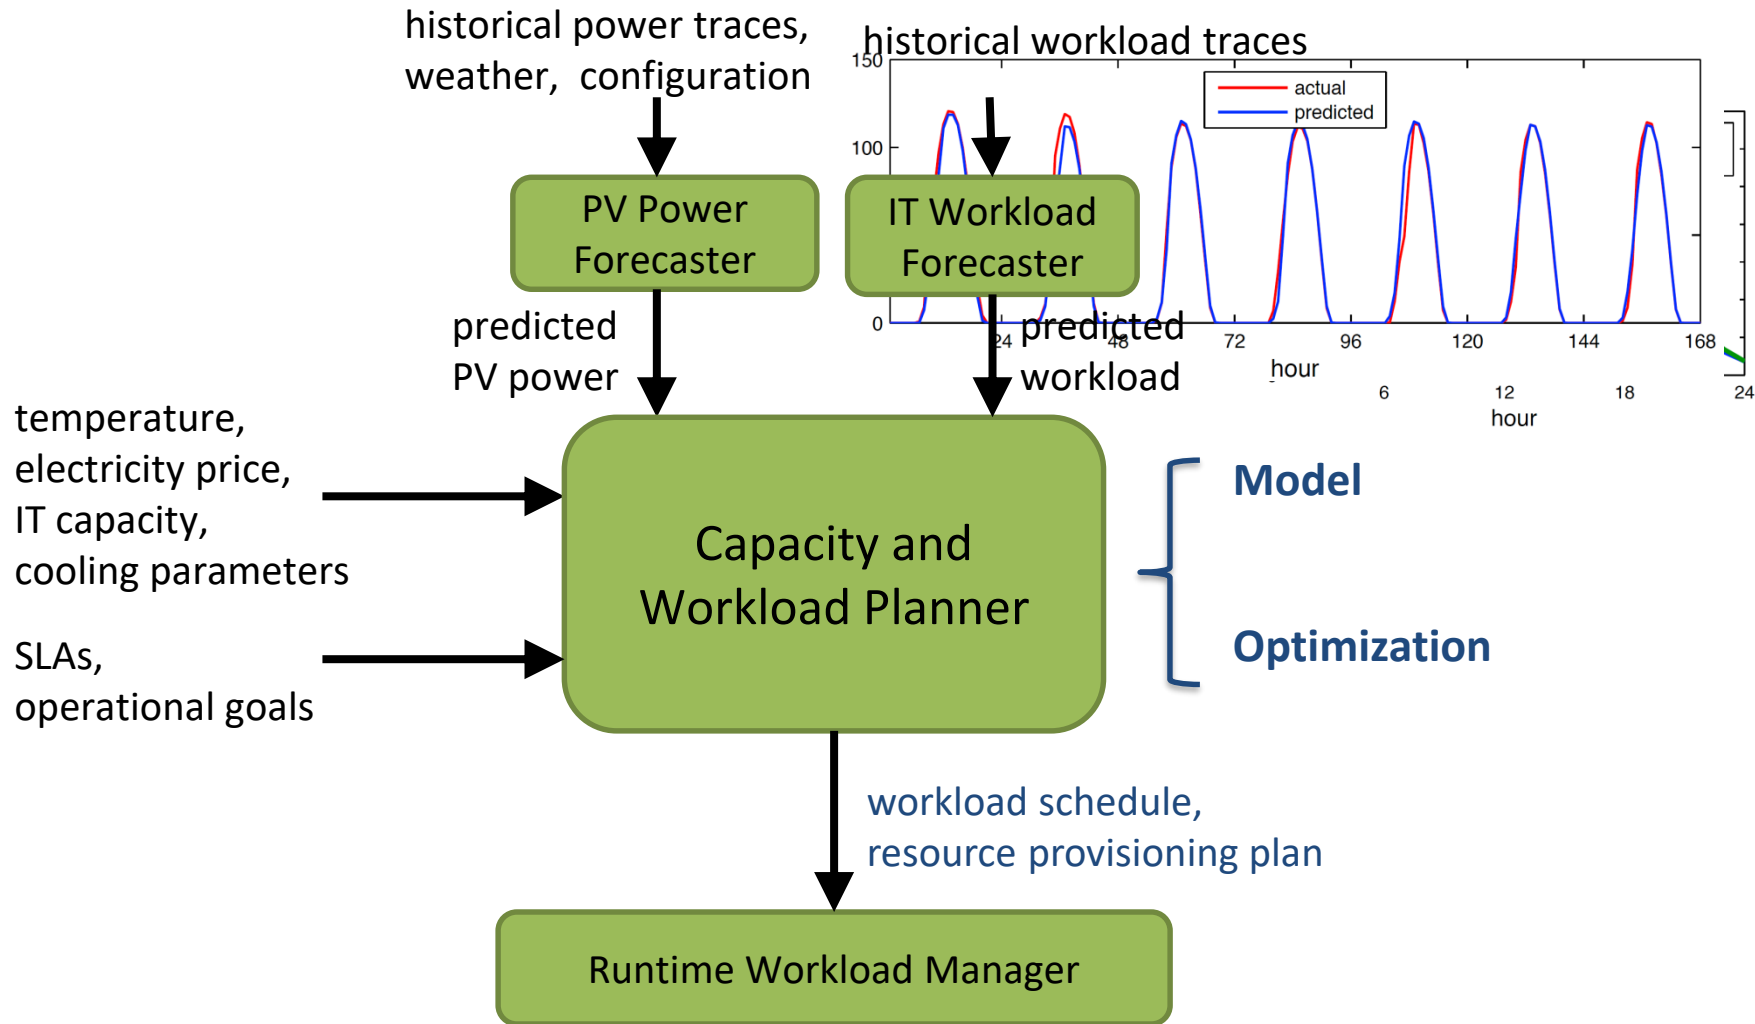 historical power traces,
weather, configuration
historical workload traces
150
100
0
actual
predicted
PV Power
Forecaster
IT Workload
Forecaster
predicted
PV power
predicted
workload
24
48
72
96
120
144
168
hour
6
12
18
24
hour
temperature,
electricity price,
IT capacity,
cooling parameters
SLAs,
operational goals
Capacity and
Workload Planner
Model
Optimization
workload schedule,
resource provisioning plan
Runtime Workload Manager